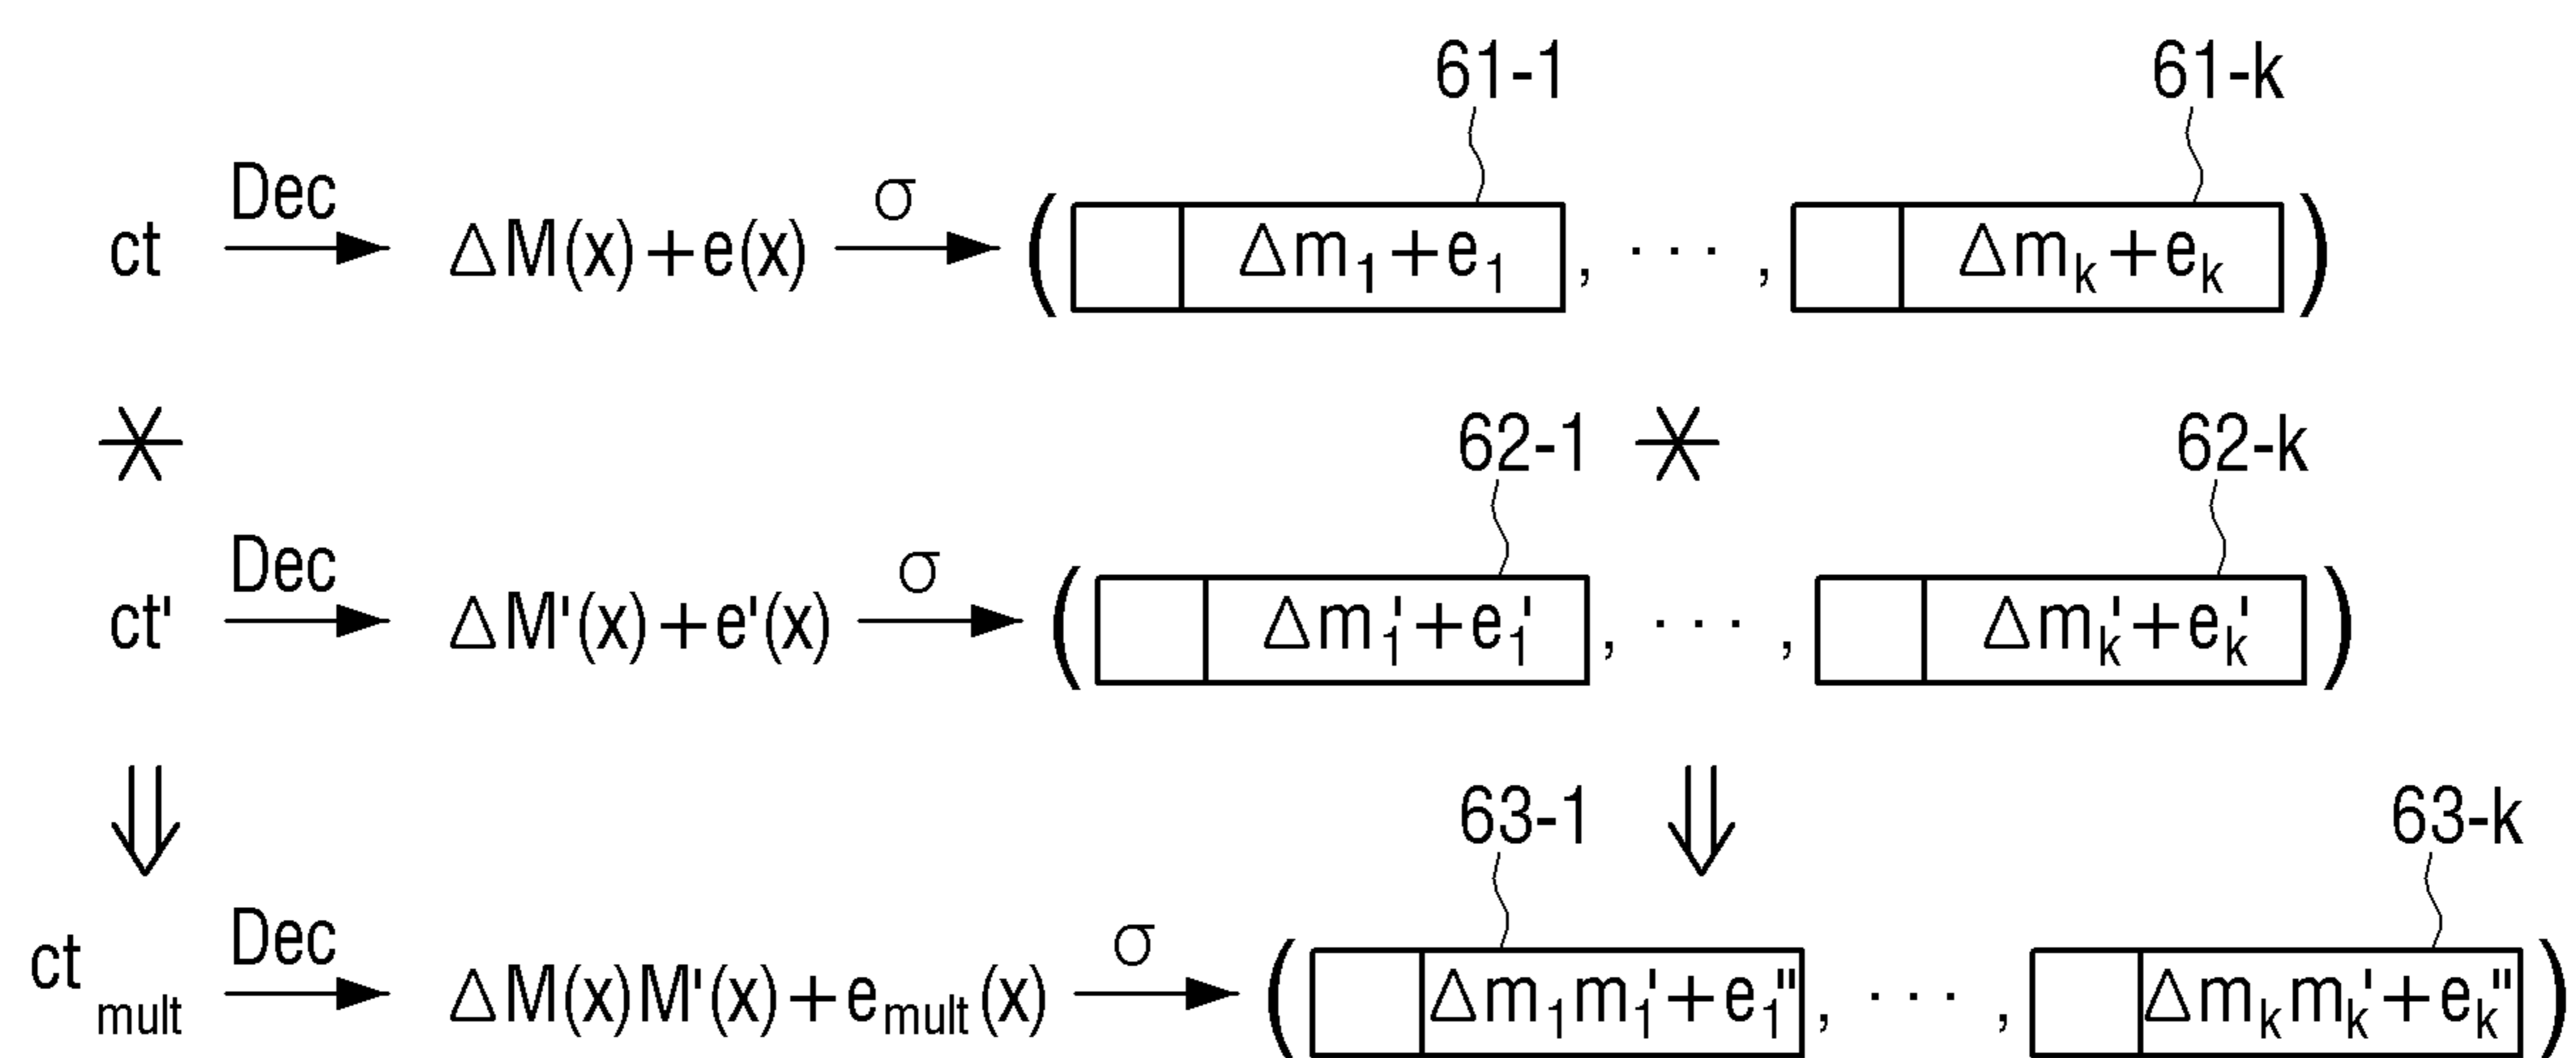 61-1 61-k
ct Dec ΔM(x)+e(x) σ ( Δm₁+e₁ , ··· , Δmₖ+eₖ )
* 62-1 * 62-k
ct' Dec ΔM'(x)+e'(x) σ ( Δm₁'+e₁' , ··· , Δmₖ'+eₖ' )
63-1 63-k
ct mult Dec ΔM(x)M'(x)+e mult (x) σ ( Δm₁m₁'+e₁'' , ··· , Δmₖmₖ'+eₖ'' )